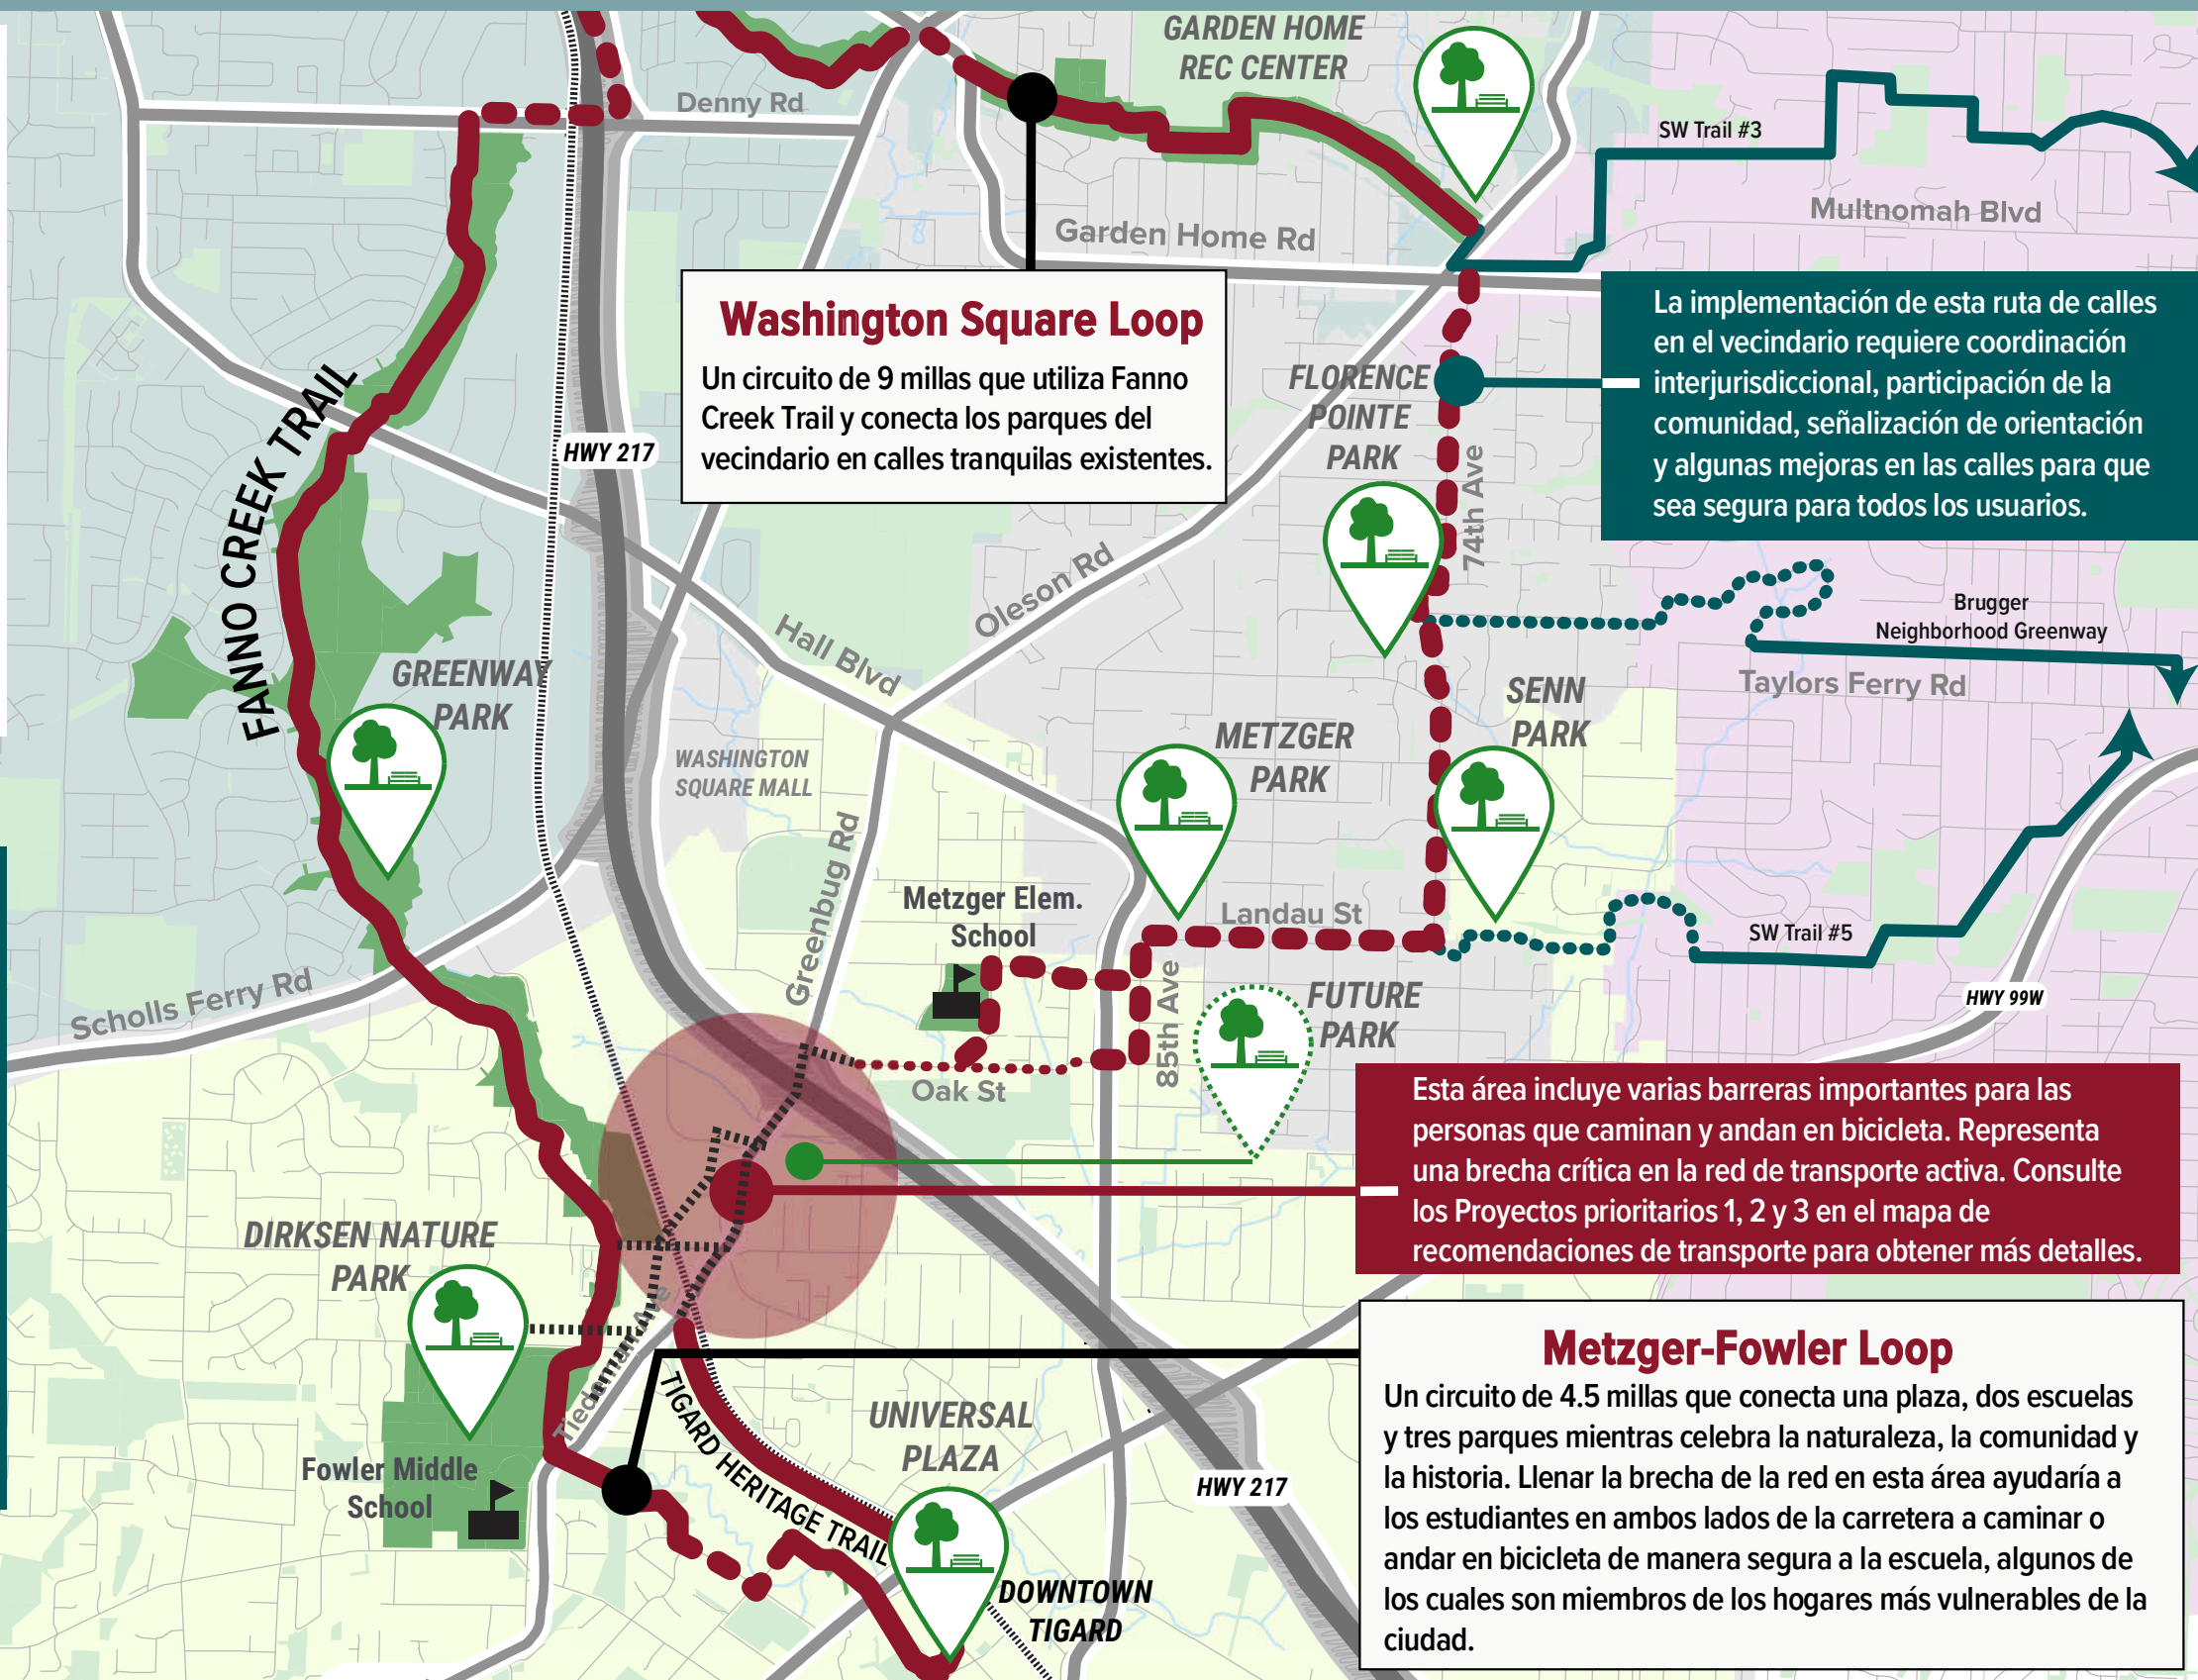 GARDEN HOME
REC CENTER
Denny Rd
SW Trail #3
Multnomah Blvd
Garden Home Rd
Washington Square Loop
Un circuito de 9 millas que utiliza Fanno
Creek Trail y conecta los parques del
vecindario en calles tranquilas existentes.
La implementación de esta ruta de calles
en el vecindario requiere coordinación
interjurisdiccional, participación de la
comunidad, señalización de orientación
y algunas mejoras en las calles para que
sea segura para todos los usuarios.
FLORENCE
POINTE
PARK
FANNO CREEK TRAIL
HWY 217
74th Ave
Oleson Rd
Hall Blvd
Brugger
Neighborhood Greenway
Taylors Ferry Rd
GREENWAY
PARK
SENN
PARK
METZGER
PARK
WASHINGTON
SQUARE MALL
Greenbug Rd
Metzger Elem.
School
Landau St
SW Trail #5
85th Ave
FUTURE
PARK
HWY 99W
Scholls Ferry Rd
Oak St
Esta área incluye varias barreras importantes para las
personas que caminan y andan en bicicleta. Representa
una brecha crítica en la red de transporte activa. Consulte
los Proyectos prioritarios 1, 2 y 3 en el mapa de
recomendaciones de transporte para obtener más detalles.
DIRKSEN NATURE
PARK
Tiedeman Ave
Metzger-Fowler Loop
Un circuito de 4.5 millas que conecta una plaza, dos escuelas
y tres parques mientras celebra la naturaleza, la comunidad y
la historia. Llenar la brecha de la red en esta área ayudaría a
los estudiantes en ambos lados de la carretera a caminar o
andar en bicicleta de manera segura a la escuela, algunos de
los cuales son miembros de los hogares más vulnerables de la
ciudad.
TIGARD HERITAGE TRAIL
UNIVERSAL
PLAZA
Fowler Middle
School
HWY 217
DOWNTOWN
TIGARD